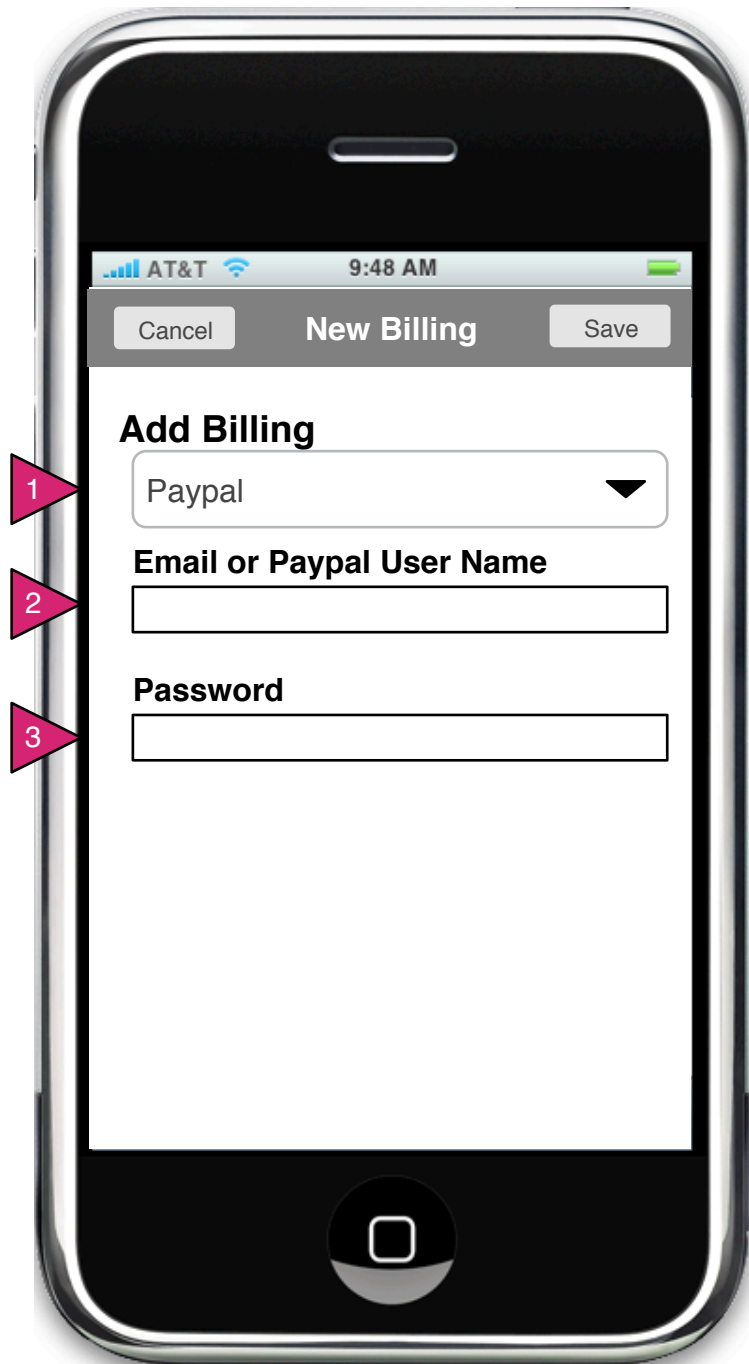 AT&T 9:48 AM
Cancel New Billing Save
Add Billing
1 Paypal
Email or Paypal User Name
2
Password
3